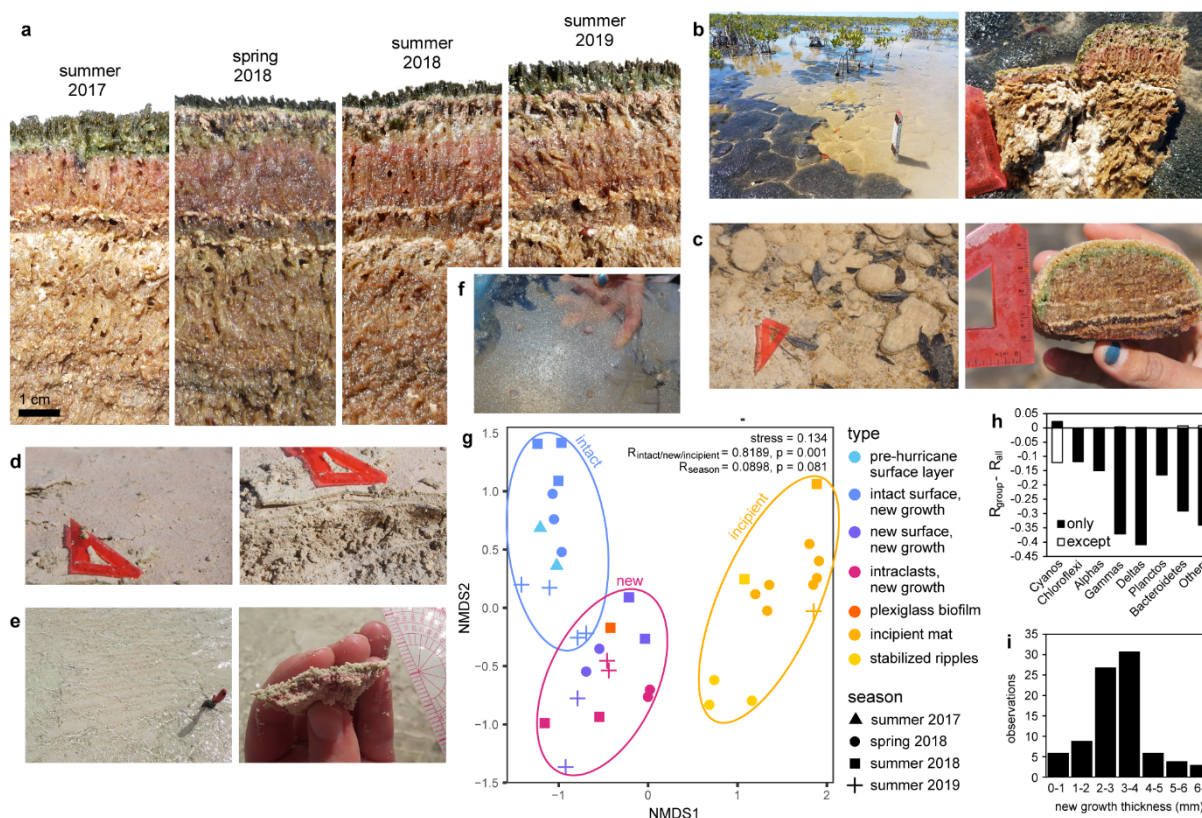 a
summer
2017
spring
2018
summer
2018
summer
2019
1 cm
b
c
d
e
f
g
stress = 0.134
R intact/new/incipient = 0.8189, p = 0.001
R season = 0.0898, p = 0.081
intact
new
incipient
1.5
1.0
0.5
0.0
-0.5
-1.0
-1.5
NMDS2
-1
0
1
2
NMDS1
type
pre-hurricane
surface layer
intact surface,
new growth
new surface,
new growth
intraclasts,
new growth
plexiglass biofilm
incipient mat
stabilized ripples
season
summer 2017
spring 2018
summer 2018
summer 2019
h
0.05
0
-0.05
-0.1
-0.15
-0.2
-0.25
-0.3
-0.35
-0.4
-0.45
R group - R all
only
except
Cyanos
Chloroflexi
Alphas
Gammas
Deltas
Planctos
Bacteroidetes
Other
i
35
30
25
20
15
10
5
0
observations
0-1 1-2 2-3 3-4 4-5 5-6 6-
new growth thickness (mm)